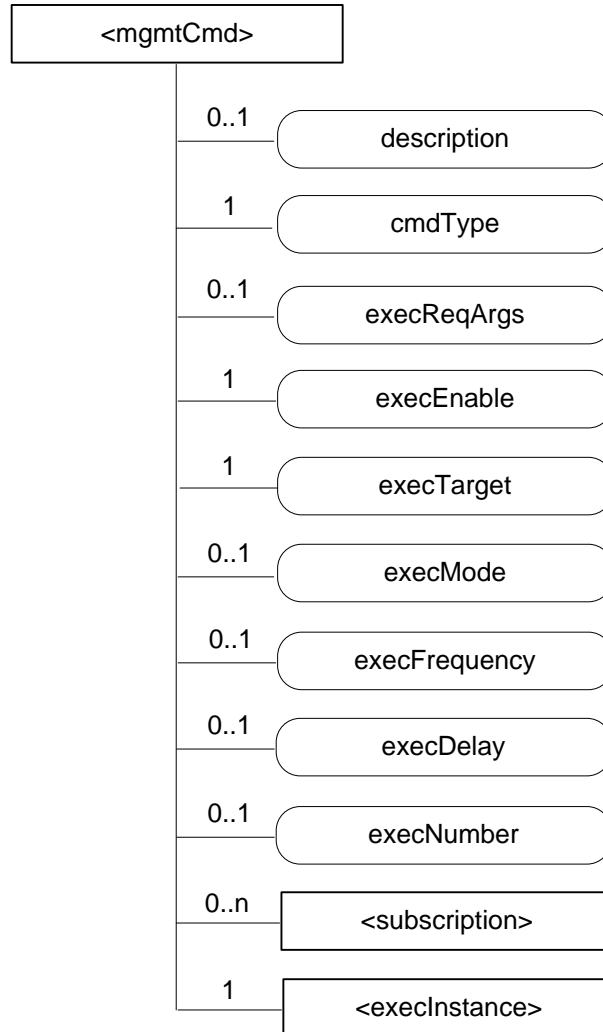 <mgmtCmd>
0..1
description
1
cmdType
0..1
execReqArgs
1
execEnable
1
execTarget
0..1
execMode
0..1
execFrequency
0..1
execDelay
0..1
execNumber
0..n
<subscription>
1
<execInstance>